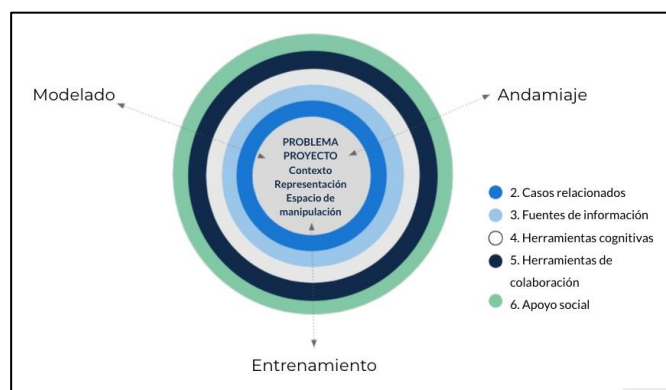 Modelado
Andamiaje
PROBLEMA
PROYECTO
Contexto
Representación
Espacio de
manipulación
2. Casos relacionados
3. Fuentes de información
4. Herramientas cognitivas
5. Herramientas de
colaboración
6. Apoyo social
Entrenamiento